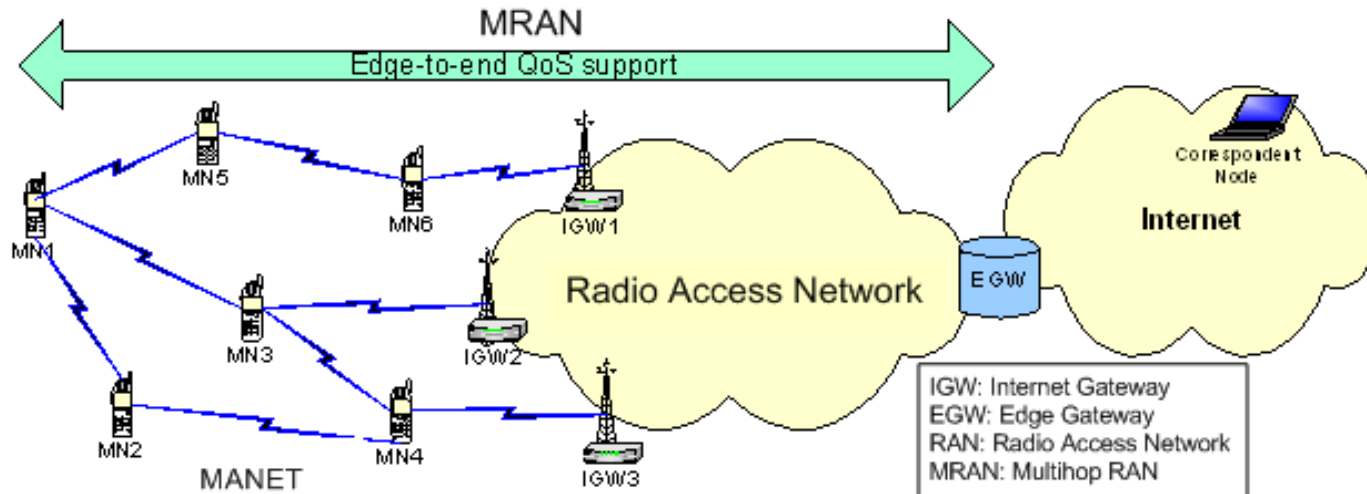 MRAN
Edge-to-end QoS support
MN5
MN6
IGW1
MN1
Correspondent
Node
Internet
Radio Access Network
EGW
MN3
IGW2
MN2
MN4
IGW3
MANET
IGW: Internet Gateway
EGW: Edge Gateway
RAN: Radio Access Network
MRAN: Multihop RAN